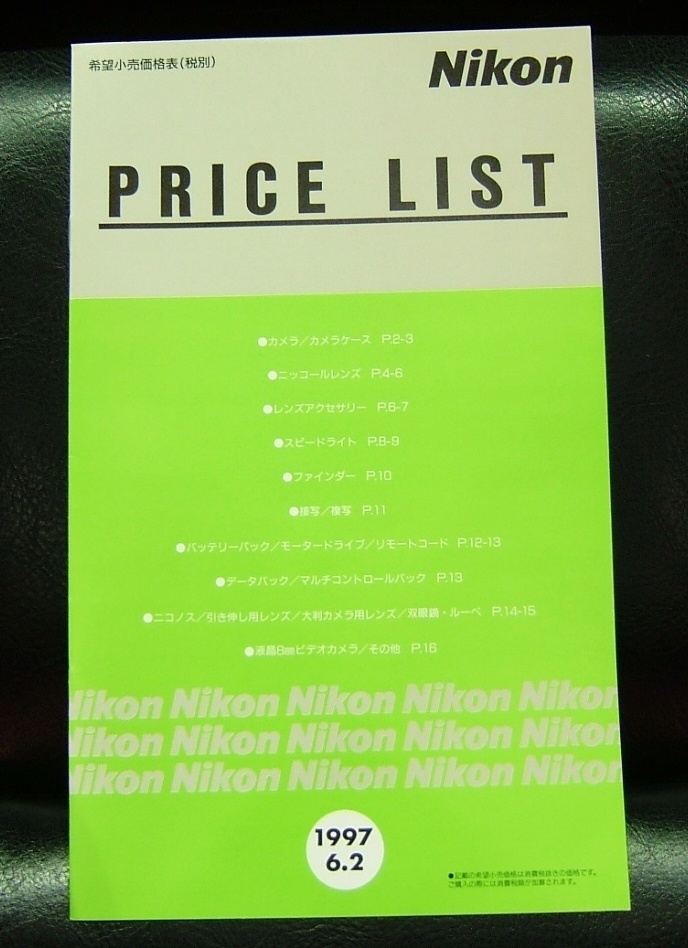 希望小売価格表(税別)
Nikon
PRICE LIST
●カメラ/カメラケース P.2-3
●ニッコールレンズ P.4-6
●レンズアクセサリー P.6-7
●スピードライト P.8-9
●ファインダー P.10
●接写/複写 P.11
●バッテリーパック/モータードライブ/リモートコード P.12-13
●データバック/マルチコントロールバック P.13
●ニコノス/引き伸し用レンズ/大判カメラ用レンズ/双眼鏡・ルーペ P.14-15
●液晶8㎜ビデオカメラ/その他 P.16
Nikon Nikon Nikon Nikon Nikon
Nikon Nikon Nikon Nikon Nikon
Nikon Nikon Nikon Nikon Nikon
1997
6.2
●記載の希望小売価格は消費税抜きの価格です。
ご購入の際には消費税額が加算されます。